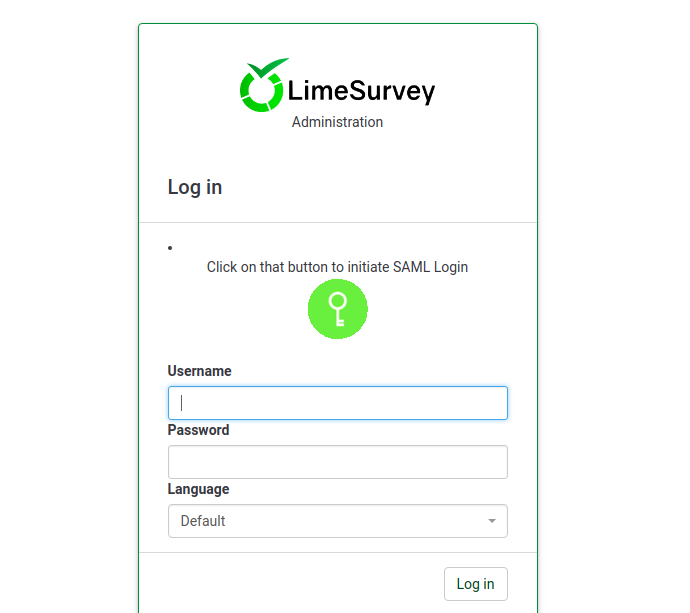 LimeSurvey
Administration
Log in
Click on that button to initiate SAML Login
Username
Password
Language
Default
Log in